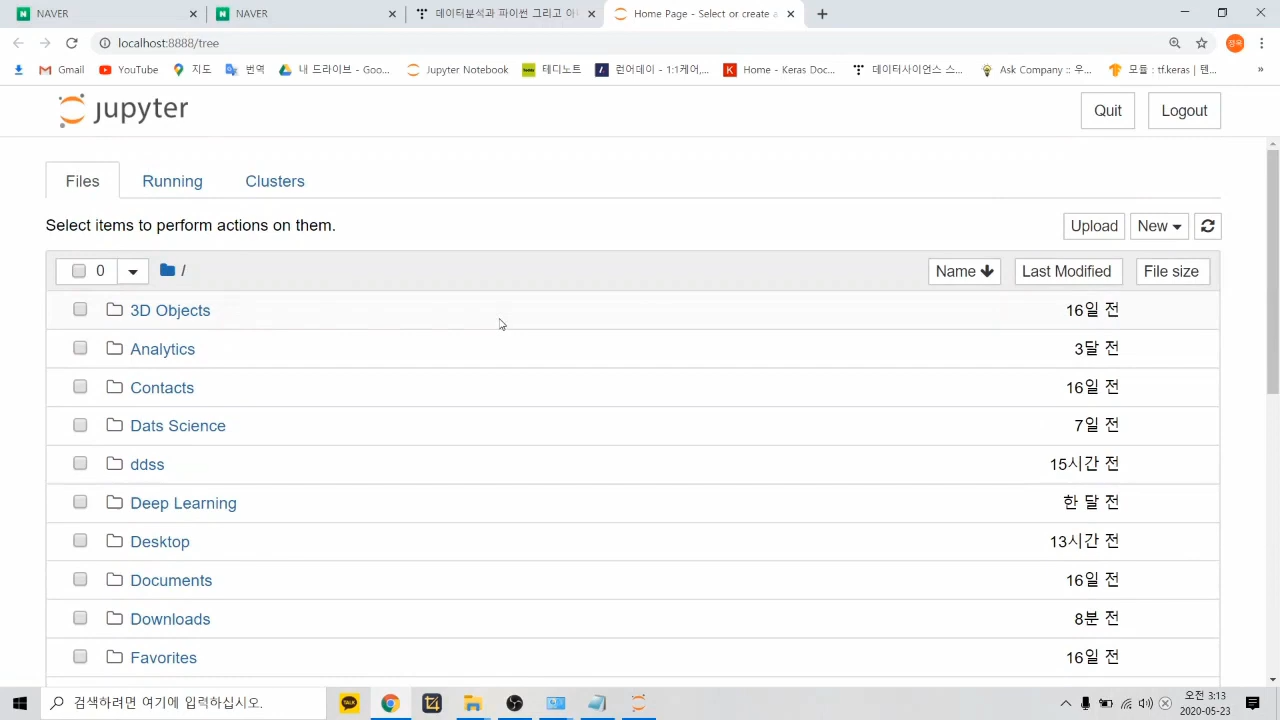 NAVER
NAVER
데이터분석과 파이썬 그리고
Home Page - Select or create a
localhost:8888/tree
Gmail
YouTube
지도
번역
내 드라이브 - Goo...
Jupyter Notebook
테디노트
런어데이 - 1:1케어,...
Home - Keras Doc...
데이터사이언스 스...
Ask Company :: 우...
모듈 : tf.keras | 텐...
»
jupyter
Quit
Logout
Files
Running
Clusters
Select items to perform actions on them.
Upload
New
0
/
Name
Last Modified
File size
3D Objects 16일 전
Analytics 3달 전
Contacts 16일 전
Dats Science 7일 전
ddss 15시간 전
Deep Learning 한 달 전
Desktop 13시간 전
Documents 16일 전
Downloads 8분 전
Favorites 16일 전
검색하려면 여기에 입력하십시오.
TALK
오전 3:13
2020-05-23